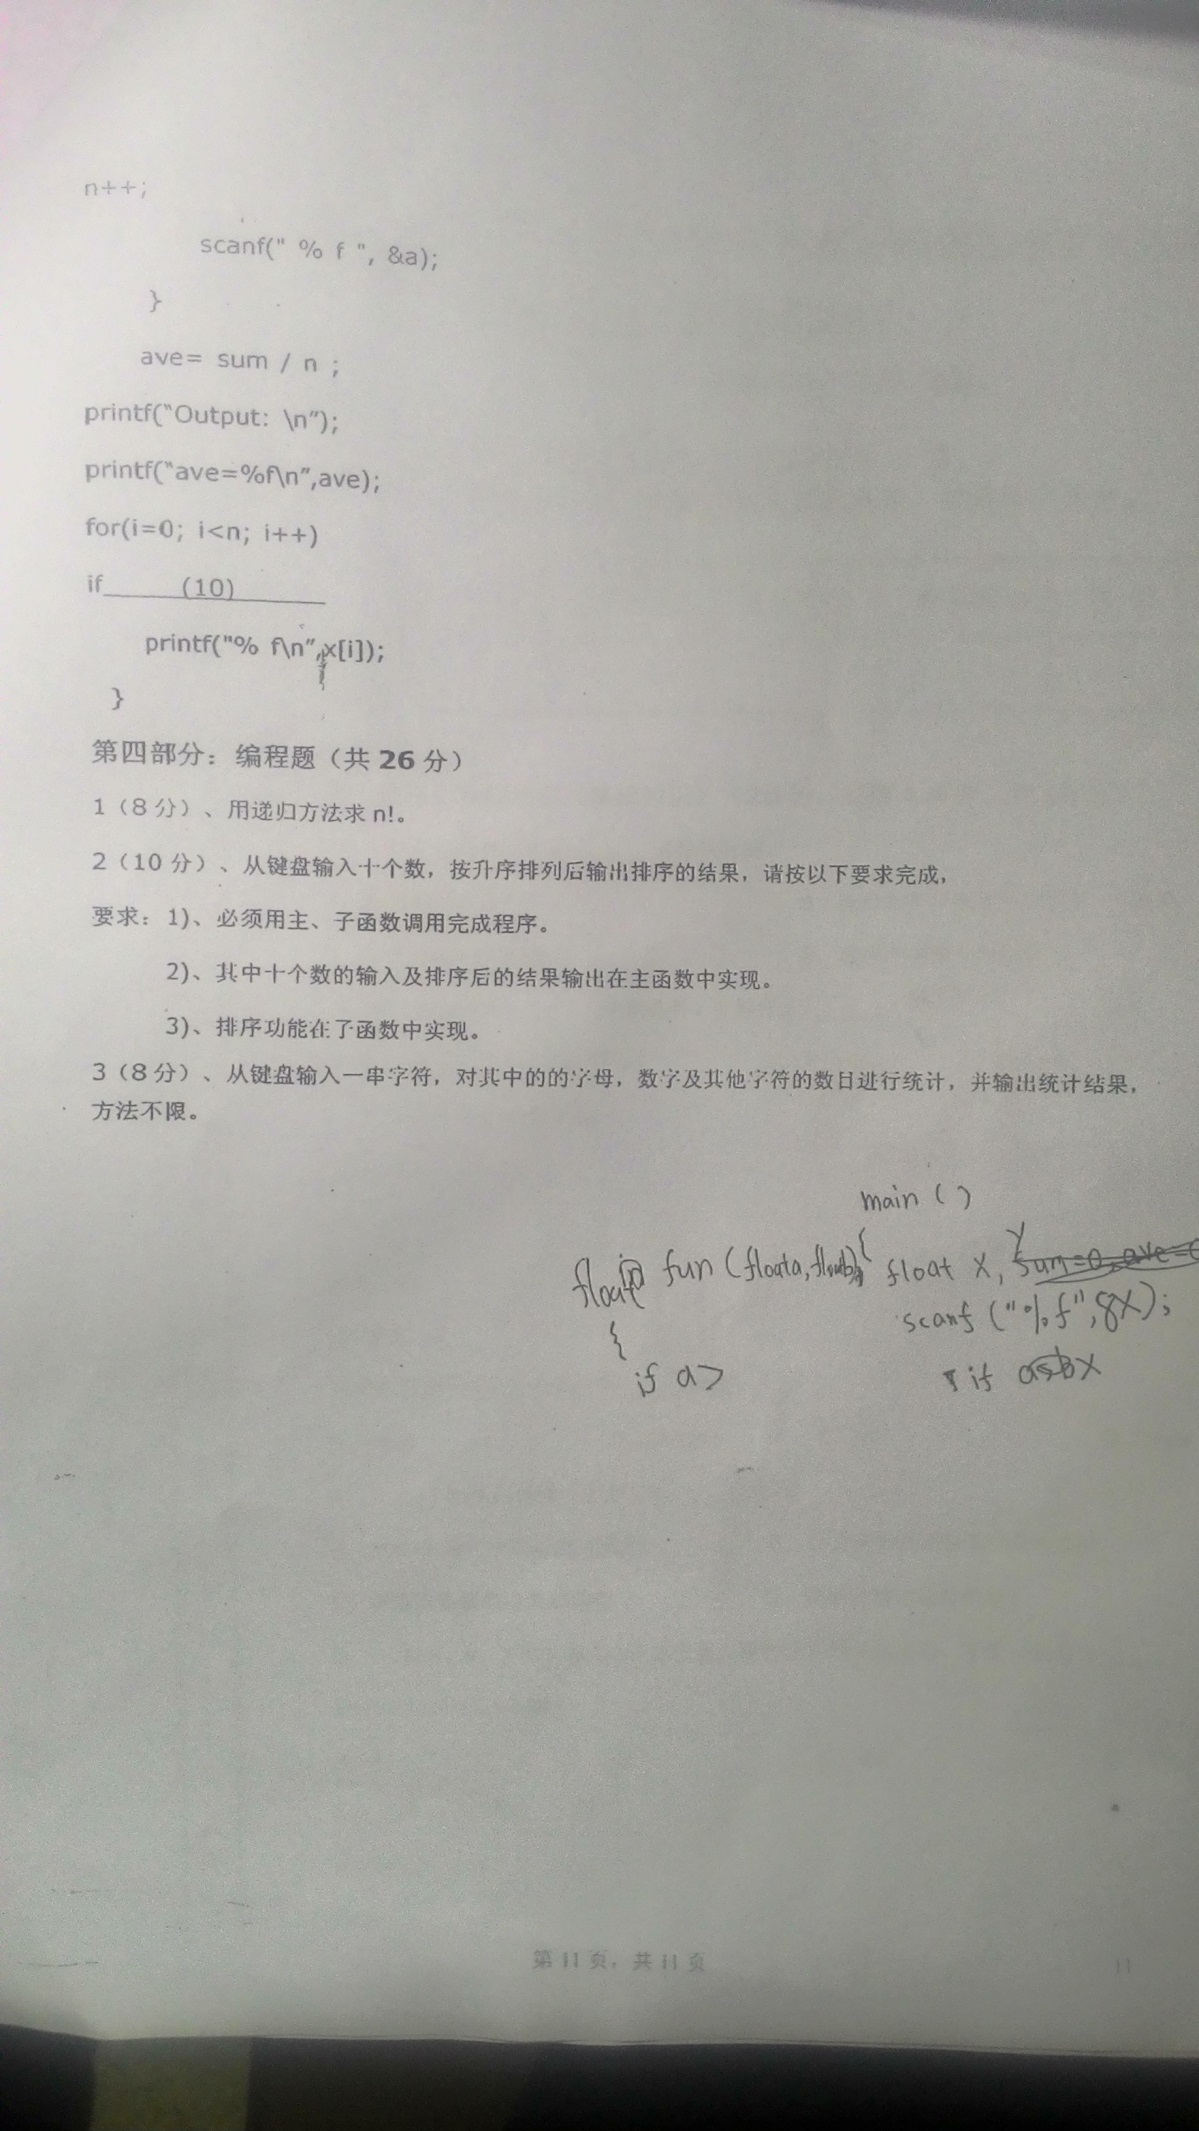 n++;
scanf(" % f ", &a);
}
ave= sum / n ;
printf("Output: \n");
printf("ave=%f\n",ave);
for(i=0; i<n; i++)
if______(10)______
printf("% f\n",x[i]);
}
第四部分：编程题（共 26 分）
1（8 分）、用递归方法求 n!。
2（10 分）、从键盘输入十个数，按升序排列后输出排序的结果，请按以下要求完成，
要求：1)、必须用主、子函数调用完成程序。
2)、其中十个数的输入及排序后的结果输出在主函数中实现。
3)、排序功能在子函数中实现。
3（8 分）、从键盘输入一串字符，对其中的的字母，数字及其他字符的数目进行统计，并输出统计结果，
方法不限。
main ( )
float fun (float a, float b) { float x, y
{ scanf ("%f", &x);
if a> if x
第 11 页，共 11 页
11